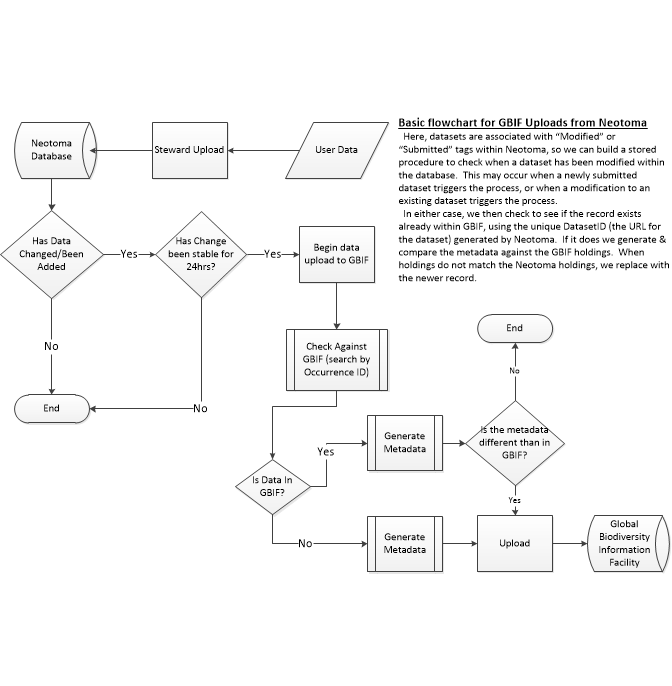 Basic flowchart for GBIF Uploads from Neotoma
Here, datasets are associated with "Modified" or
"Submitted" tags within Neotoma, so we can build a stored
procedure to check when a dataset has been modified within
the database.  This may occur when a newly submitted
dataset triggers the process, or when a modification to an
existing dataset triggers the process.
In either case, we then check to see if the record exists
already within GBIF, using the unique DatasetID (the URL for
the dataset) generated by Neotoma.  If it does we generate &
compare the metadata against the GBIF holdings.  When
holdings do not match the Neotoma holdings, we replace with
the newer record.
Neotoma
Database
Steward Upload
User Data
Has Data
Changed/Been
Added
Yes
Has Change
been stable for
24hrs?
Yes
Begin data
upload to GBIF
No
End
No
Check Against
GBIF (search by
Occurrence ID)
Is Data In
GBIF?
Yes
Generate
Metadata
Is the metadata
different than in
GBIF?
No
End
Yes
No
Generate
Metadata
Upload
Global
Biodiversity
Information
Facility